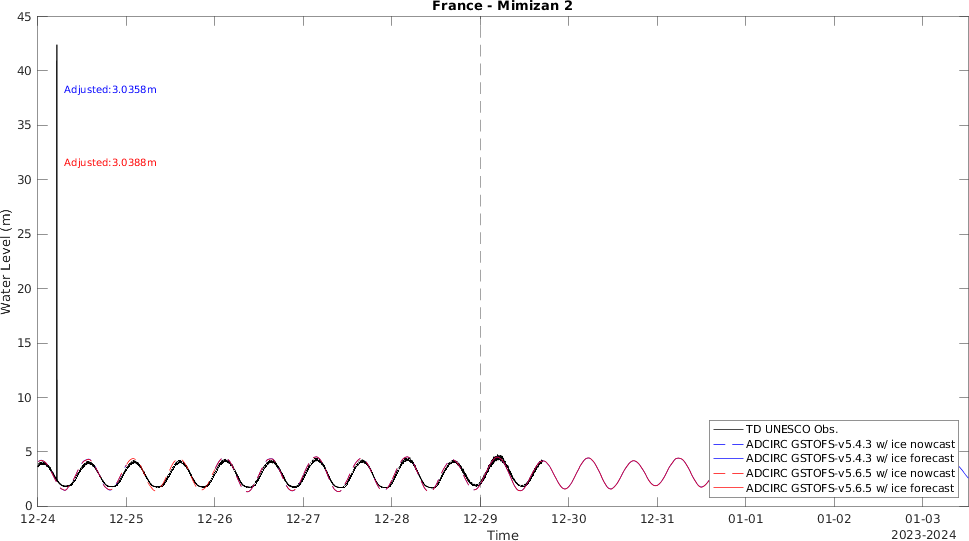 France - Mimizan 2
45
40
35
30
25
20
15
10
5
0
Water Level (m)
Adjusted:3.0358m
Adjusted:3.0388m
TD UNESCO Obs.
ADCIRC GSTOFS-v5.4.3 w/ ice nowcast
ADCIRC GSTOFS-v5.4.3 w/ ice forecast
ADCIRC GSTOFS-v5.6.5 w/ ice nowcast
ADCIRC GSTOFS-v5.6.5 w/ ice forecast
12-24 12-25 12-26 12-27 12-28 12-29 12-30 12-31 01-01 01-02 01-03
Time
2023-2024